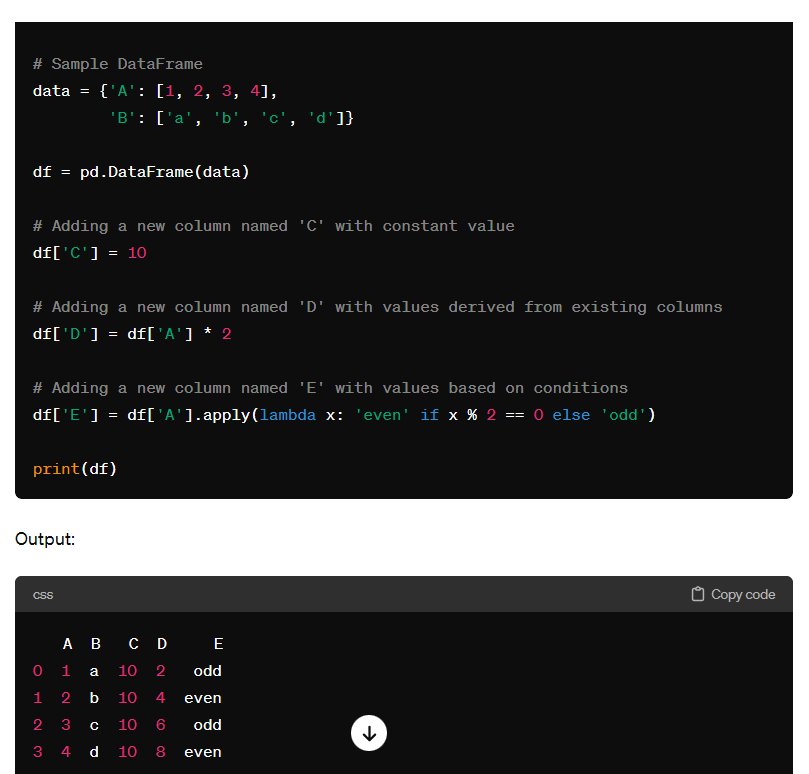 # Sample DataFrame
data = {'A': [1, 2, 3, 4],
        'B': ['a', 'b', 'c', 'd']}
df = pd.DataFrame(data)
# Adding a new column named 'C' with constant value
df['C'] = 10
# Adding a new column named 'D' with values derived from existing columns
df['D'] = df['A'] * 2
# Adding a new column named 'E' with values based on conditions
df['E'] = df['A'].apply(lambda x: 'even' if x % 2 == 0 else 'odd')
print(df)
Output:
css Copy code
   A  B   C  D     E
0  1  a  10  2   odd
1  2  b  10  4  even
2  3  c  10  6   odd
3  4  d  10  8  even